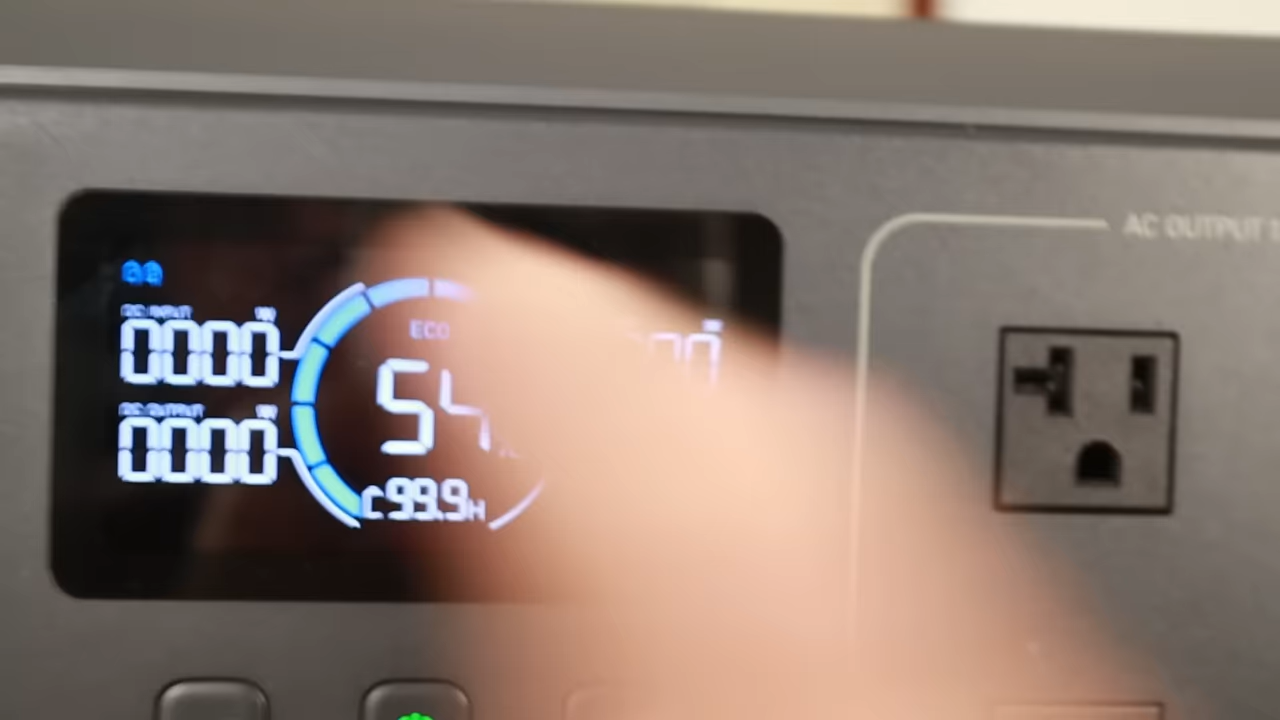 DC INPUT W
0000
DC OUTPUT W
0000
ECO
54
C 99.9H
AC OUTPUT